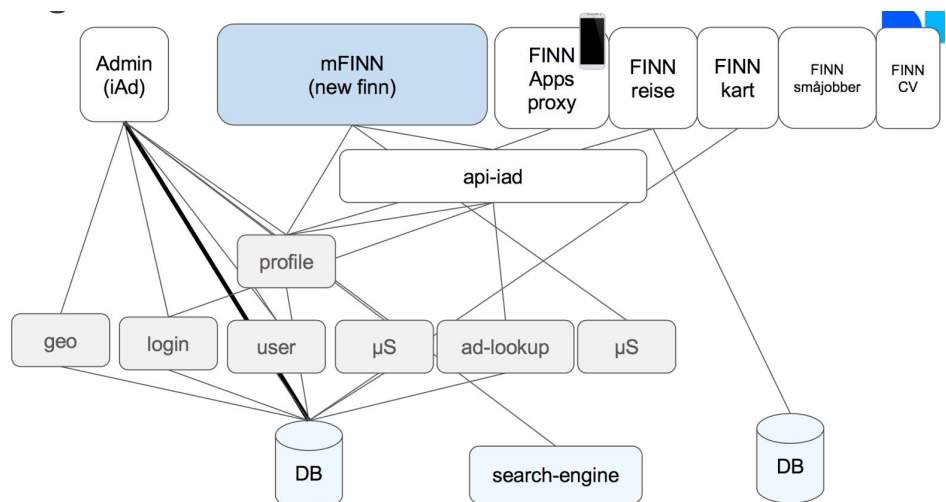 Admin
(iAd)
mFINN
(new finn)
FINN
Apps
proxy
FINN
reise
FINN
kart
FINN
småjobber
FINN
CV
api-iad
profile
geo
login
user
µS
ad-lookup
µS
DB
search-engine
DB